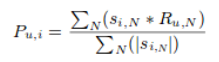 P_{u,i} = \frac{\sum_N (s_{i,N} * R_{u,N})}{\sum_N (|s_{i,N}|)}